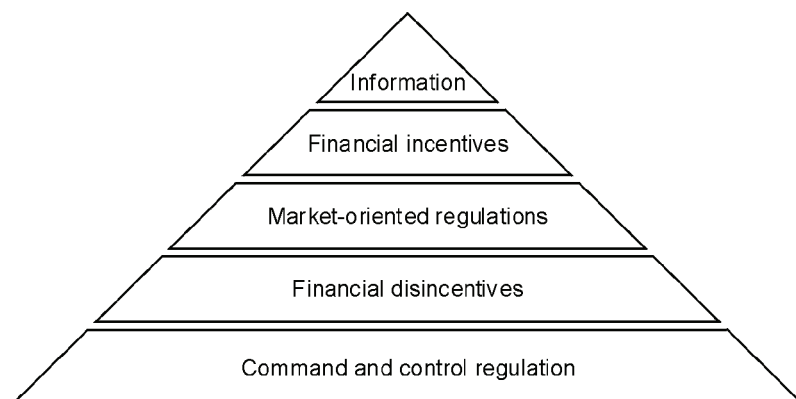 Information
Financial incentives
Market-oriented regulations
Financial disincentives
Command and control regulation